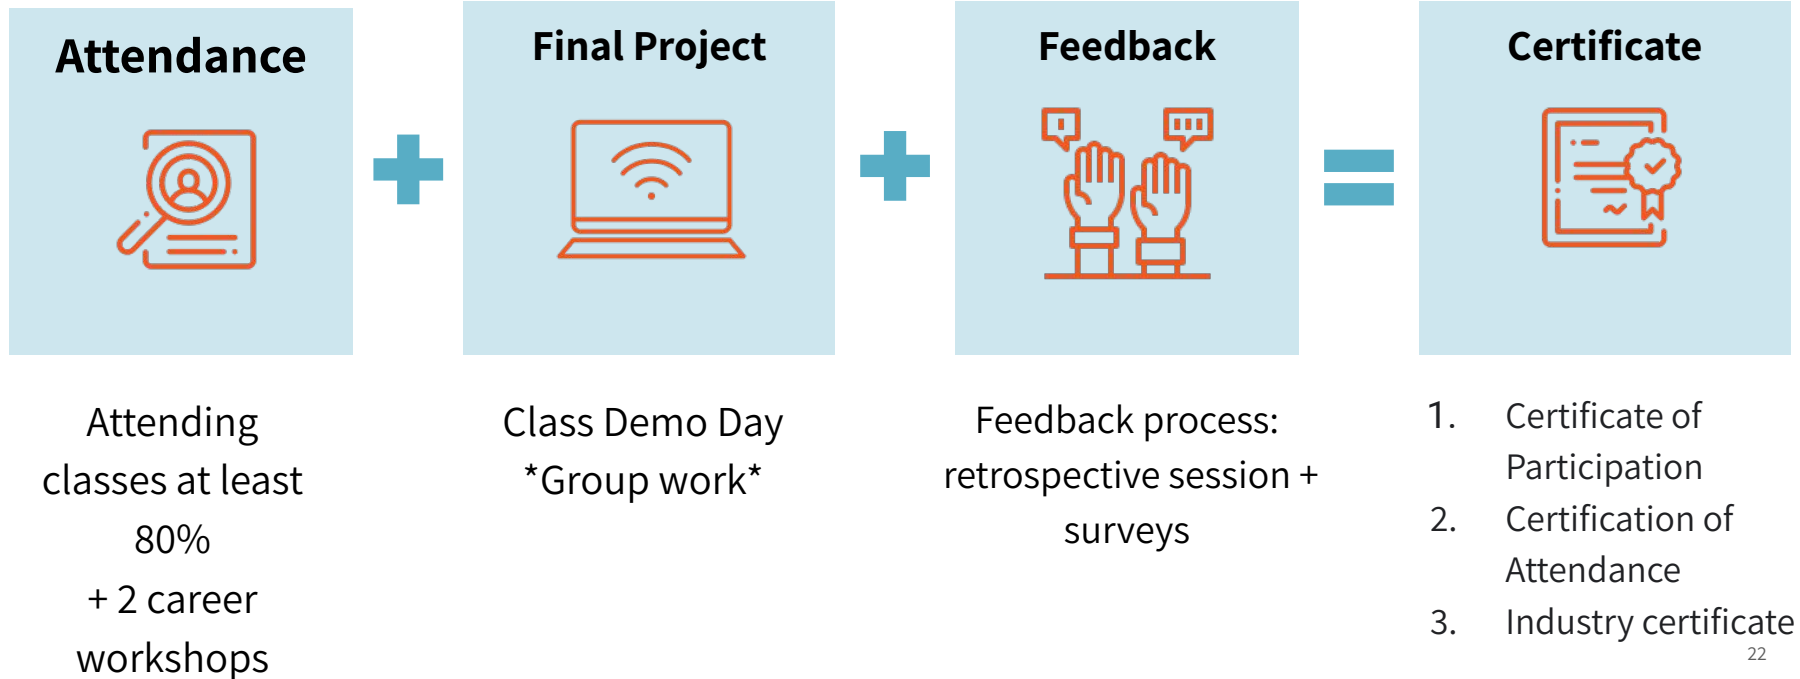 Attendance
Final Project
Feedback
Certificate
Attending
classes at least
80%
+ 2 career
workshops
Class Demo Day
*Group work*
Feedback process:
retrospective session +
surveys
1. Certificate of
Participation
2. Certification of
Attendance
3. Industry certificate
22